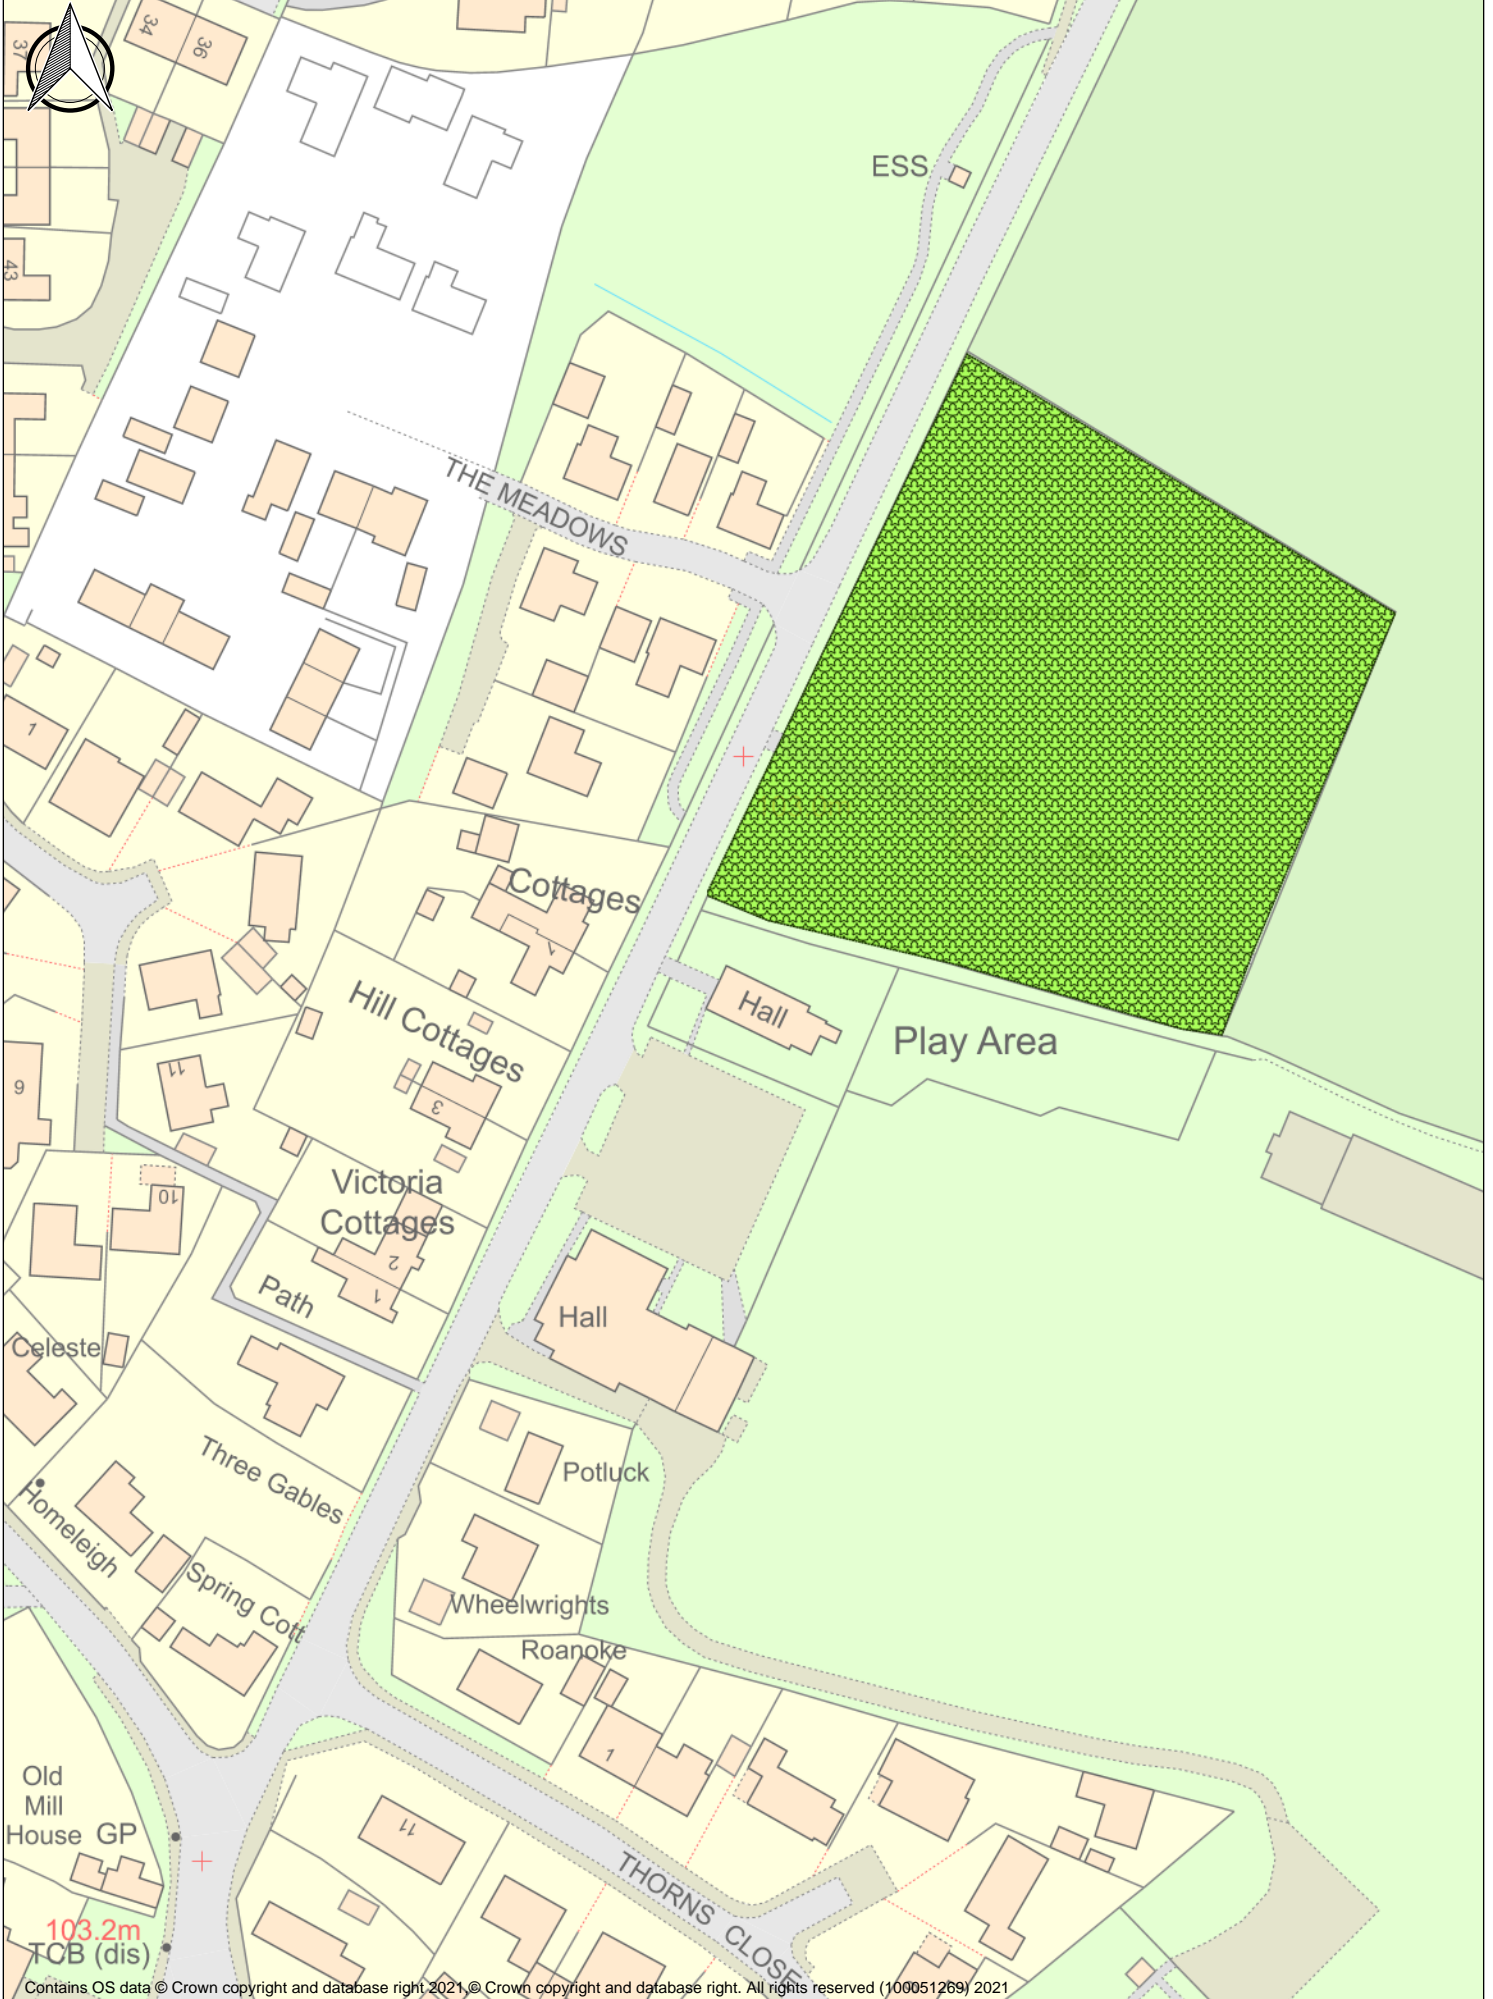 34
36
37
ESS
43
THE MEADOWS
1
Cottages
1
Hill Cottages
Hall
Play Area
11
3
9
Victoria
Cottages
10
2
1
Path
Hall
Celeste
Three Gables
Potluck
Homeleigh
Spring Cott
Wheelwrights
Roanoke
1
Old
Mill
House
GP
11
THORNS CLOSE
103.2m
TCB (dis)
Contains OS data © Crown copyright and database right 2021,© Crown copyright and database right. All rights reserved (100051269) 2021